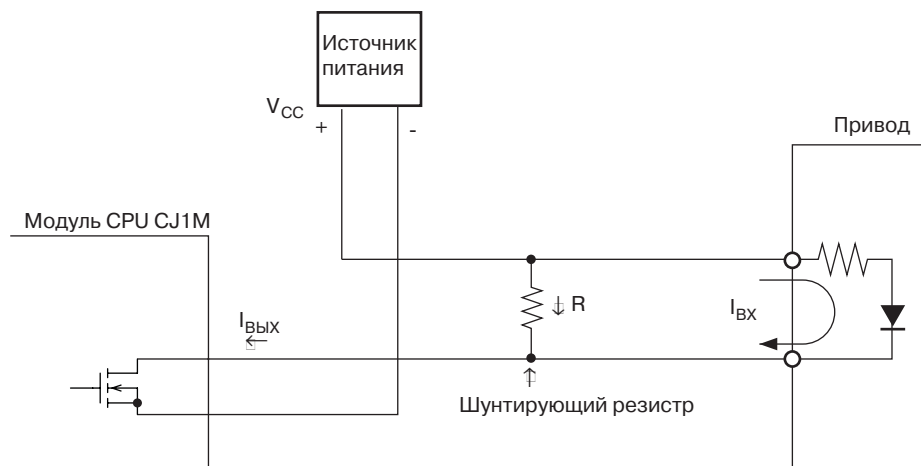 Источник
питания
V_CC
+ -
Привод
Модуль CPU CJ1M
R
I_ВХ
I_ВЫХ
Шунтирующий резистр